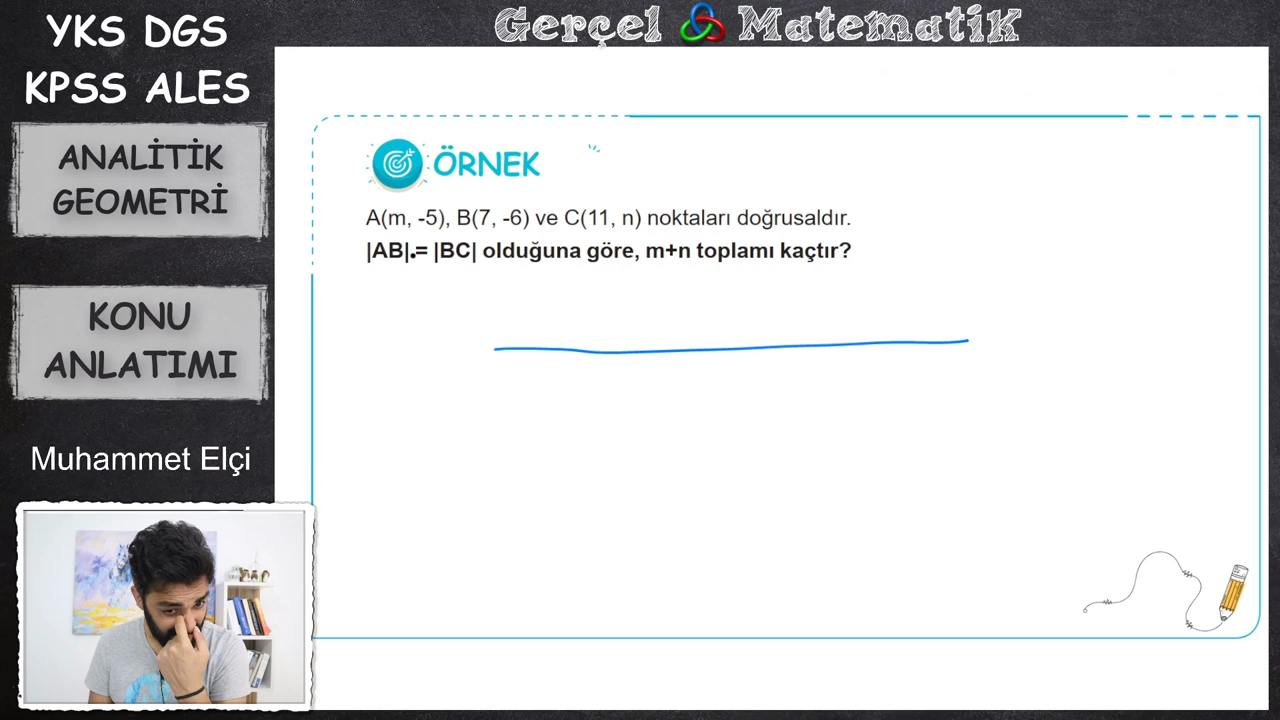 YKS DGS
KPSS ALES
ANALİTİK
GEOMETRİ
KONU
ANLATIMI
Muhammet Elçi
Gerçel Matematik
ÖRNEK
A(m, -5), B(7, -6) ve C(11, n) noktaları doğrusaldır.
|AB| = |BC| olduğuna göre, m+n toplamı kaçtır?